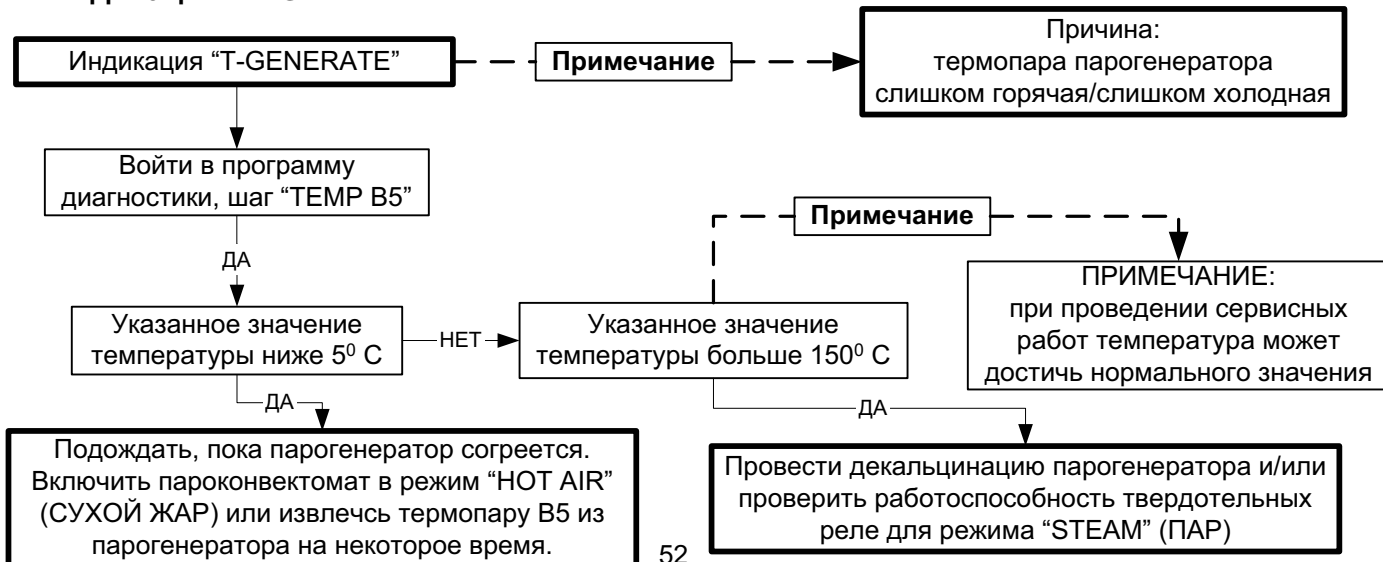 Индикация “T-GENERATE”
Примечание
Причина:
термопара парогенератора
слишком горячая/слишком холодная
Войти в программу
диагностики, шаг “TEMP B5”
ДА
Примечание
ПРИМЕЧАНИЕ:
при проведении сервисных
работ температура может
достичь нормального значения
Указанное значение
температуры ниже 5⁰ C
НЕТ
Указанное значение
температуры больше 150⁰ C
ДА
ДА
Подождать, пока парогенератор согреется.
Включить пароконвектомат в режим “HOT AIR”
(СУХОЙ ЖАР) или извлечсь термопару B5 из
парогенератора на некоторое время.
Провести декальцинацию парогенератора и/или
проверить работоспособность твердотельных
реле для режима “STEAM” (ПАР)
52